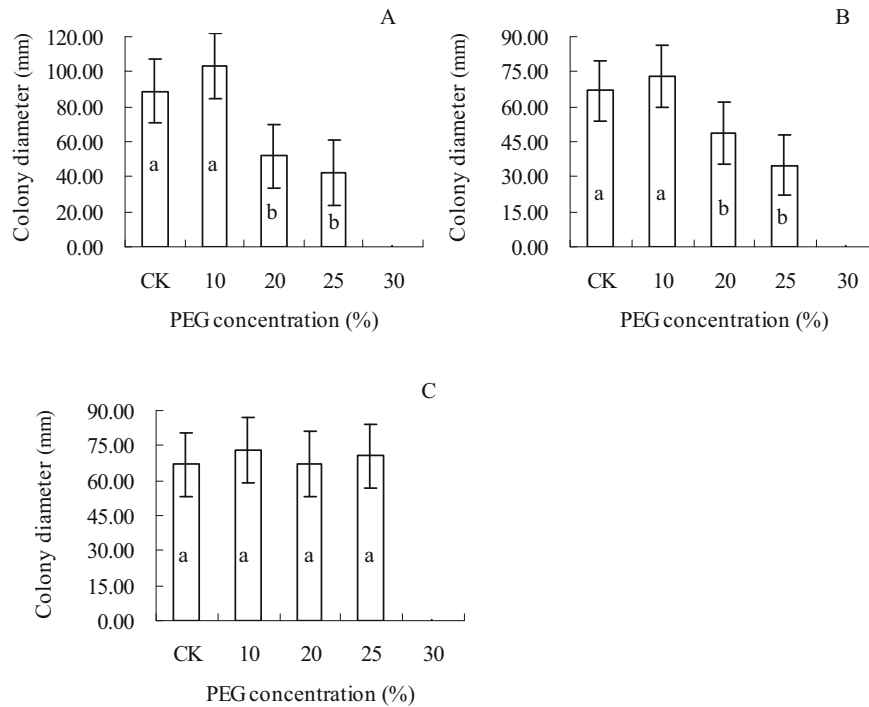 A
Colony diameter (mm)
120.00
100.00
80.00
60.00
40.00
20.00
0.00
a
a
b
b
CK 10 20 25 30
PEG concentration (%)
B
Colony diameter (mm)
90.00
75.00
60.00
45.00
30.00
15.00
0.00
a
a
b
b
CK 10 20 25 30
PEG concentration (%)
C
Colony diameter (mm)
90.00
75.00
60.00
45.00
30.00
15.00
0.00
a
a
a
a
CK 10 20 25 30
PEG concentration (%)